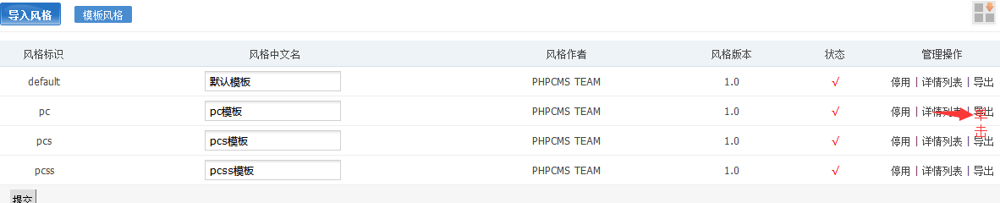 导入风格 模板风格
风格标识 风格中文名 风格作者 风格版本 状态 管理操作
default 默认模板 PHPCMS TEAM 1.0 √ 停用 | 详情列表 | 导出
pc pc模板 PHPCMS TEAM 1.0 √ 停用 | 详情列表 | 导出
单击
pcs pcs模板 PHPCMS TEAM 1.0 √ 停用 | 详情列表 | 导出
pcss pcss模板 PHPCMS TEAM 1.0 √ 停用 | 详情列表 | 导出
提交